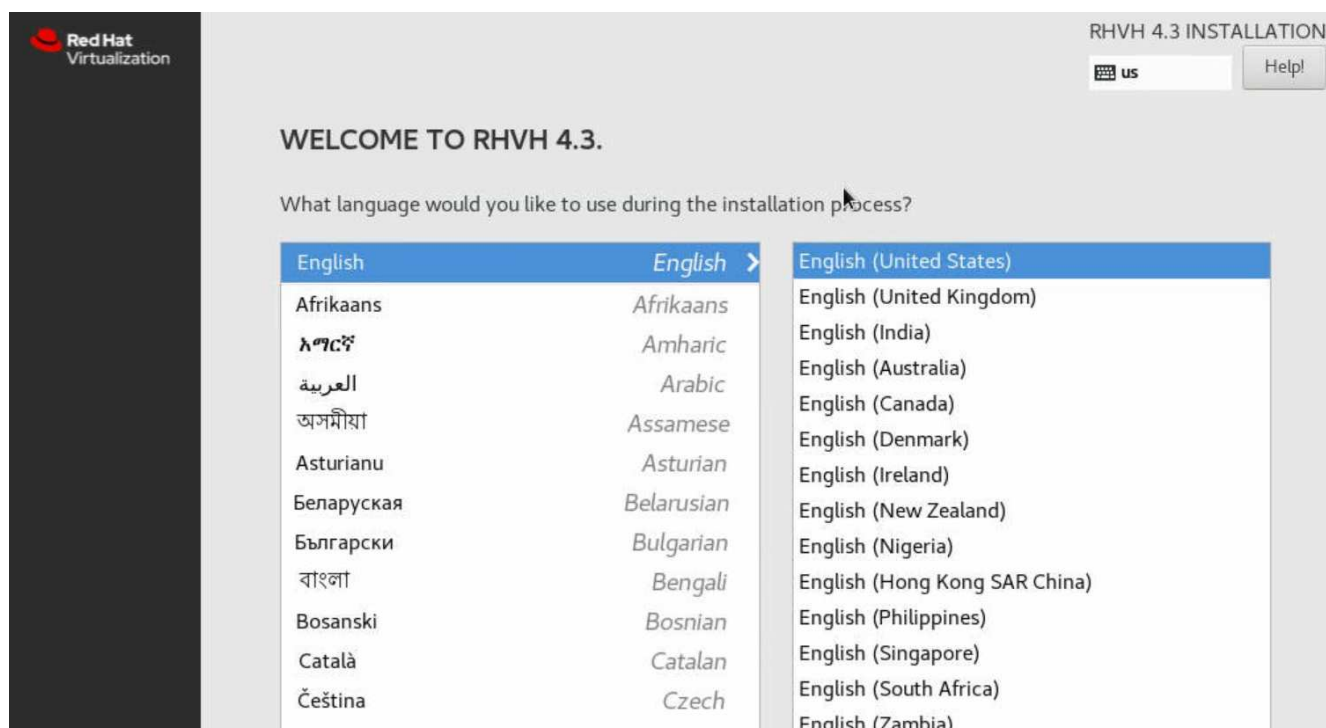 Red Hat
Virtualization
RHVH 4.3 INSTALLATION
us
Help!
WELCOME TO RHVH 4.3.
What language would you like to use during the installation process?
English English
Afrikaans Afrikaans
አማርኛ Amharic
العربية Arabic
অসমীয়া Assamese
Asturianu Asturian
Беларуская Belarusian
Български Bulgarian
বাংলা Bengali
Bosanski Bosnian
Català Catalan
Čeština Czech
English (United States)
English (United Kingdom)
English (India)
English (Australia)
English (Canada)
English (Denmark)
English (Ireland)
English (New Zealand)
English (Nigeria)
English (Hong Kong SAR China)
English (Philippines)
English (Singapore)
English (South Africa)
English (Zambia)